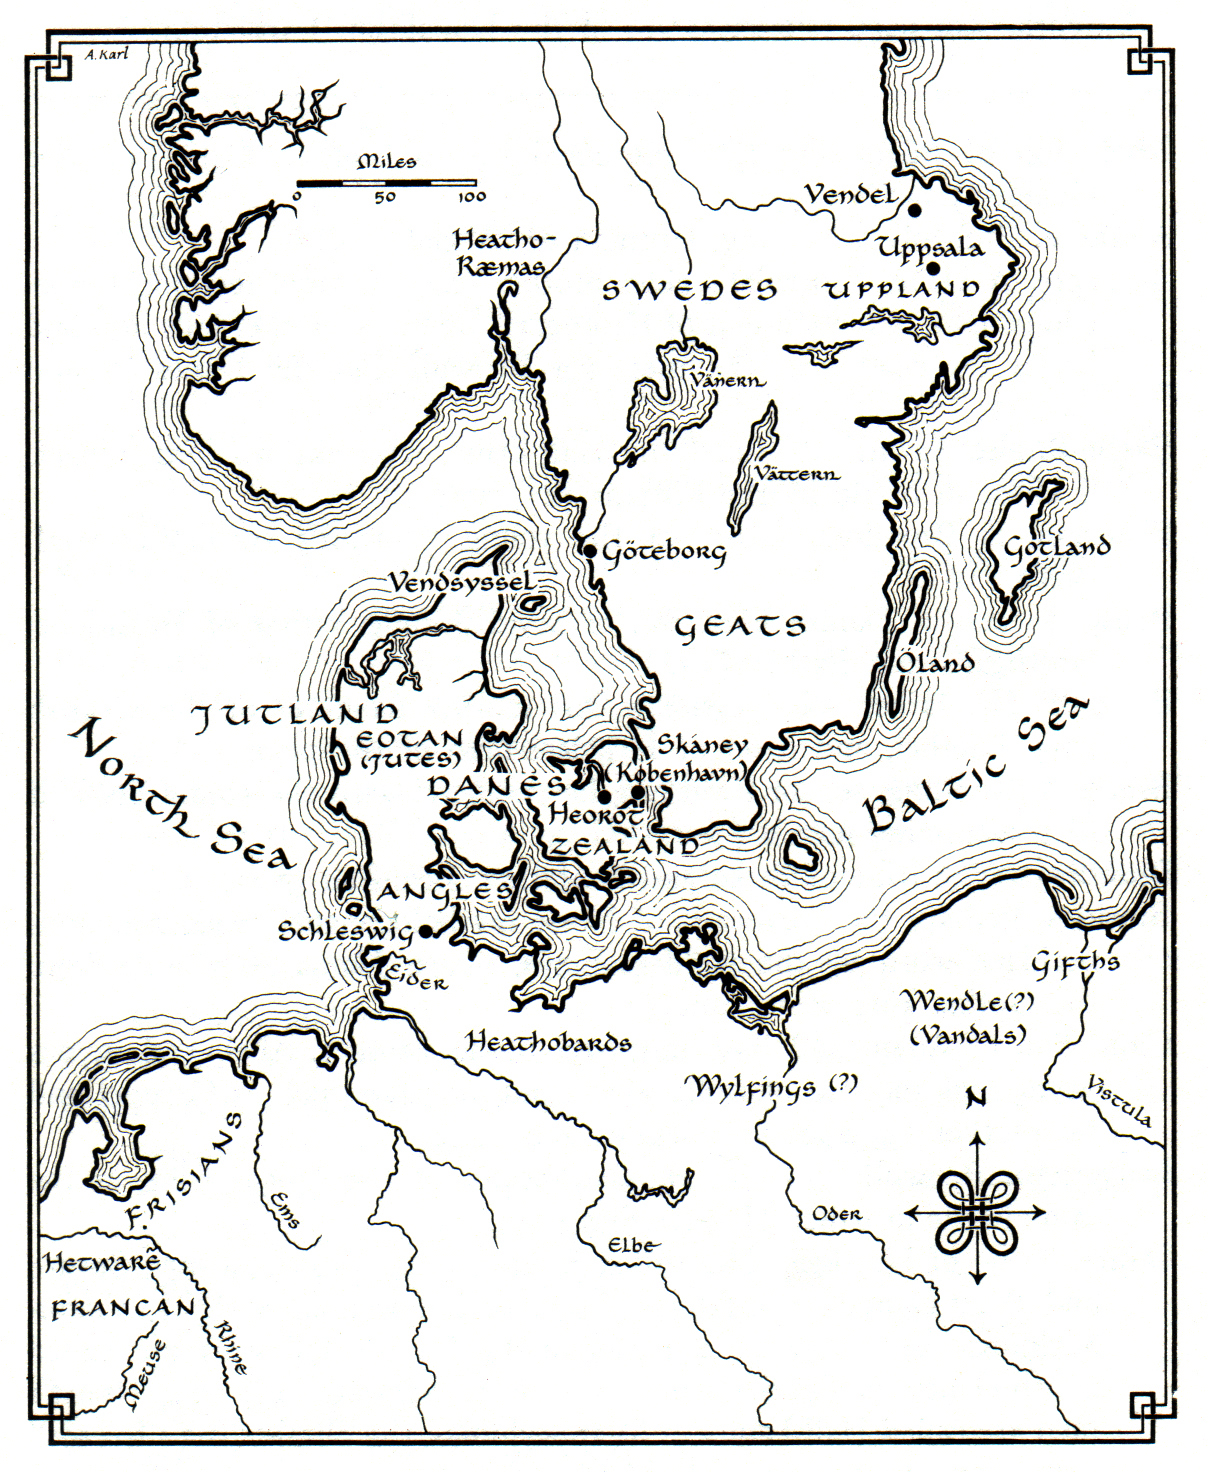 A. Karl
Miles
0 50 100
Vendel
Heatho-
Ræmas
Uppsala
SWEDES
UPPLAND
Vänern
Vättern
Göteborg
Gotland
Vendsyssel
GEATS
Öland
JUTLAND
EOTAN
(JUTES)
Skáney
(København)
DANES
Heorot
ZEALAND
North Sea
Baltic Sea
ANGLES
Schleswig
Eider
Gifths
Wendle(?)
(Vandals)
Heathobards
Wylfings (?)
Vistula
N
FRISIANS
Ems
Oder
Elbe
Hetwarẽ
FRANCAN
Rhine
Meuse